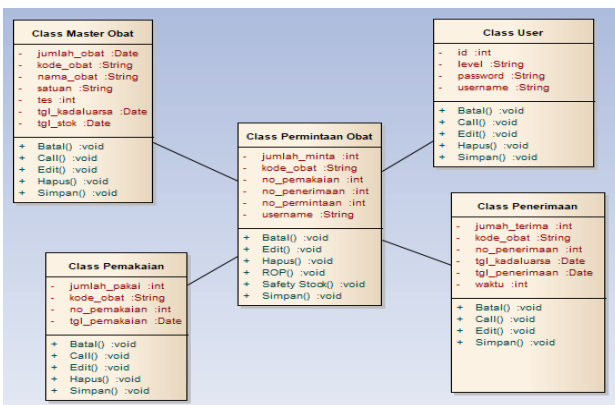 Class Master Obat
- jumlah_obat :Date
- kode_obat :String
- nama_obat :String
- satuan :String
- tes :int
- tgl_kadaluarsa :Date
- tgl_stok :Date
+ Batal() :void
+ Call() :void
+ Edit() :void
+ Hapus() :void
+ Simpan() :void
Class User
- id :int
- level :String
- password :String
- username :String
+ Batal() :void
+ Call() :void
+ Edit() :void
+ Hapus() :void
+ Simpan() :void
Class Permintaan Obat
- jumlah_minta :int
- kode_obat :String
- no_pemakaian :int
- no_penerimaan :int
- no_permintaan :int
- username :String
+ Batal() :void
+ Edit() :void
+ Hapus() :void
+ ROP() :void
+ Safety Stock() :void
+ Simpan() :void
Class Pemakaian
- jumlah_pakai :int
- kode_obat :String
- no_pemakaian :int
- tgl_pemakaian :Date
+ Batal() :void
+ Call() :void
+ Edit() :void
+ Hapus() :void
+ Simpan() :void
Class Penerimaan
- jumah_terima :int
- kode_obat :String
- no_penerimaan :int
- tgl_kadaluarsa :Date
- tgl_penerimaan :Date
- waktu :int
+ Batal() :void
+ Call() :void
+ Edit() :void
+ Simpan() :void